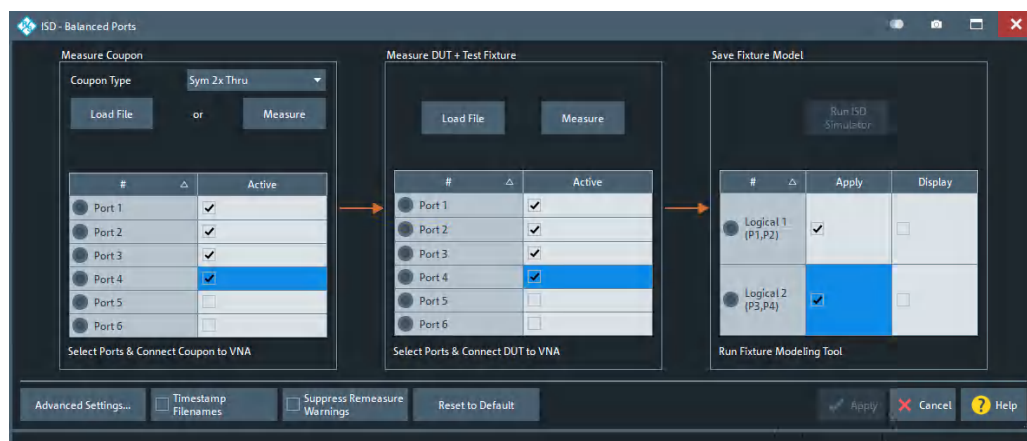 ISD - Balanced Ports
Measure Coupon
Coupon Type
Sym 2x Thru
Load File
or
Measure
# Active
Port 1
Port 2
Port 3
Port 4
Port 5
Port 6
Select Ports & Connect Coupon to VNA
Measure DUT + Test Fixture
Load File
Measure
# Active
Port 1
Port 2
Port 3
Port 4
Port 5
Port 6
Select Ports & Connect DUT to VNA
Save Fixture Model
Run ISD
Simulator
# Apply Display
Logical 1
(P1,P2)
Logical 2
(P3,P4)
Run Fixture Modeling Tool
Advanced Settings...
Timestamp
Filenames
Suppress Remeasure
Warnings
Reset to Default
Apply
Cancel
? Help